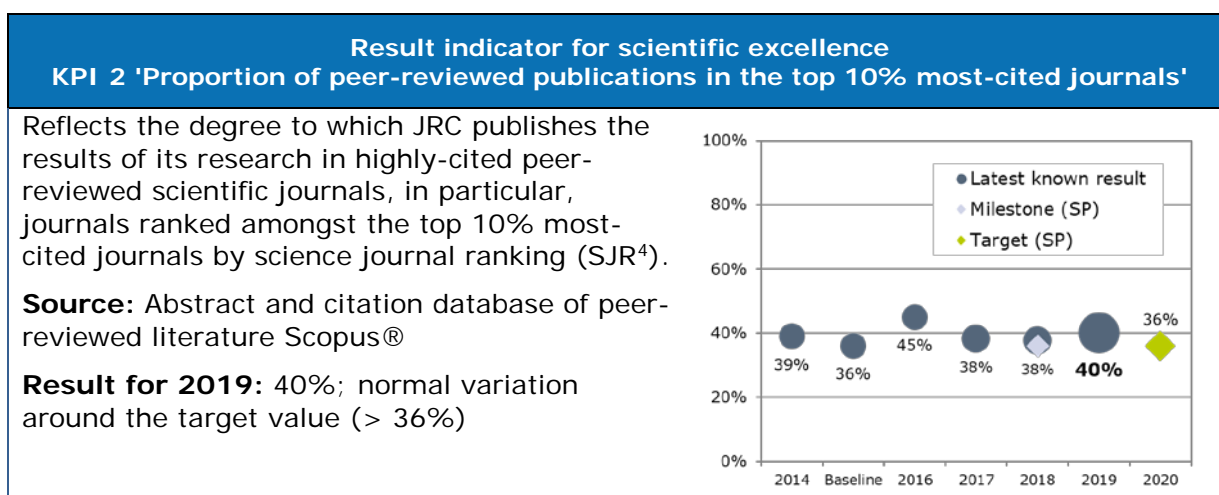 Result indicator for scientific excellence
KPI 2 'Proportion of peer-reviewed publications in the top 10% most-cited journals'
Reflects the degree to which JRC publishes the
results of its research in highly-cited peer-
reviewed scientific journals, in particular,
journals ranked amongst the top 10% most-
cited journals by science journal ranking (SJR⁴).
Source: Abstract and citation database of peer-
reviewed literature Scopus®
Result for 2019: 40%; normal variation
around the target value (> 36%)
100%
80%
60%
40%
20%
0%
Latest known result
Milestone (SP)
Target (SP)
39%
36%
45%
38%
38%
40%
36%
2014 Baseline 2016 2017 2018 2019 2020